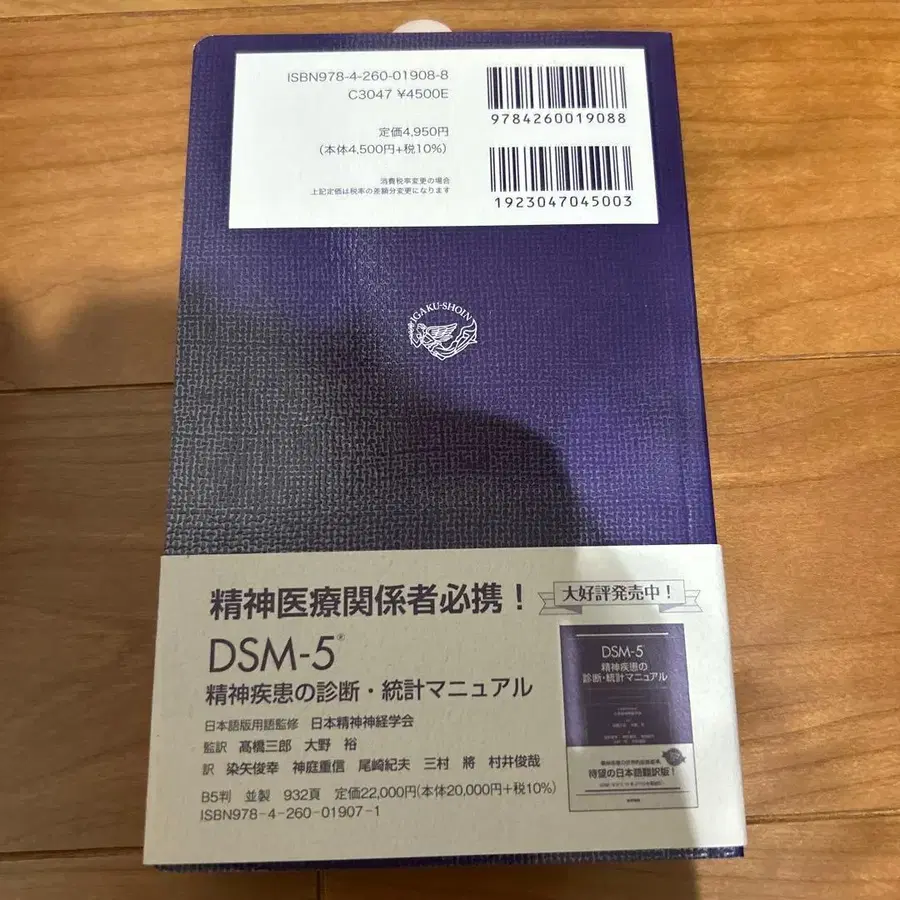 ISBN978-4-260-01908-8
C3047 ¥4500E
定価4,950円
(本体4,500円+税10%)
消費税率変更の場合
上記定価は税率の差額分変更になります
9784260019088
1923047045003
IGAKU-SHOIN
精神医療関係者必携!
大好評発売中!
DSM-5®
精神疾患の診断・統計マニュアル
日本語版用語監修 日本精神神経学会
監訳 髙橋三郎 大野 裕
訳 染矢俊幸 神庭重信 尾崎紀夫 三村 將 村井俊哉
B5判 並製 932頁 定価22,000円(本体20,000円+税10%)
ISBN978-4-260-01907-1
DSM-5
精神疾患の
診断・統計マニュアル
待望の日本語翻訳版!